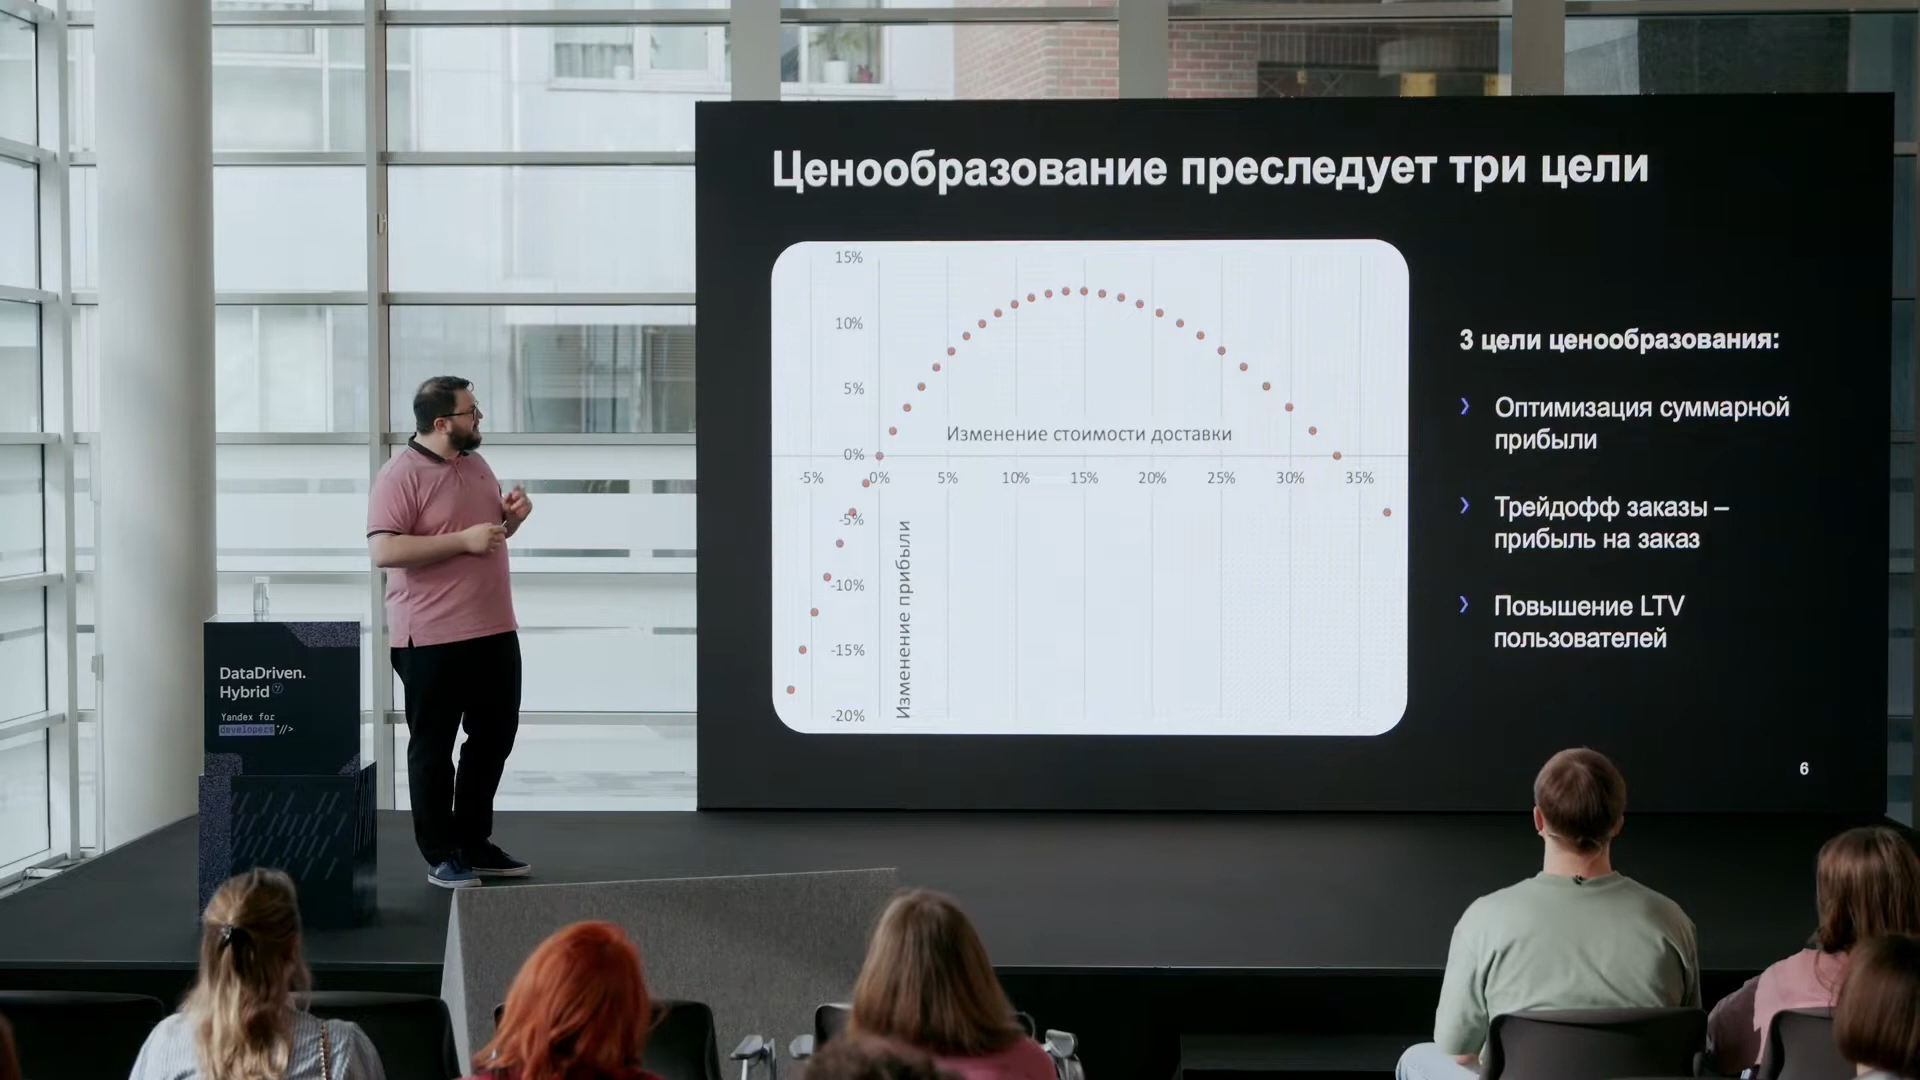 Ценообразование преследует три цели
15%
10%
5%
0%
-5%
-10%
-15%
-20%
Изменение стоимости доставки
-5% 0% 5% 10% 15% 20% 25% 30% 35%
Изменение прибыли
3 цели ценообразования:
Оптимизация суммарной
прибыли
Трейдофф заказы –
прибыль на заказ
Повышение LTV
пользователей
6
DataDriven.
Hybrid
Yandex for
developers*//>